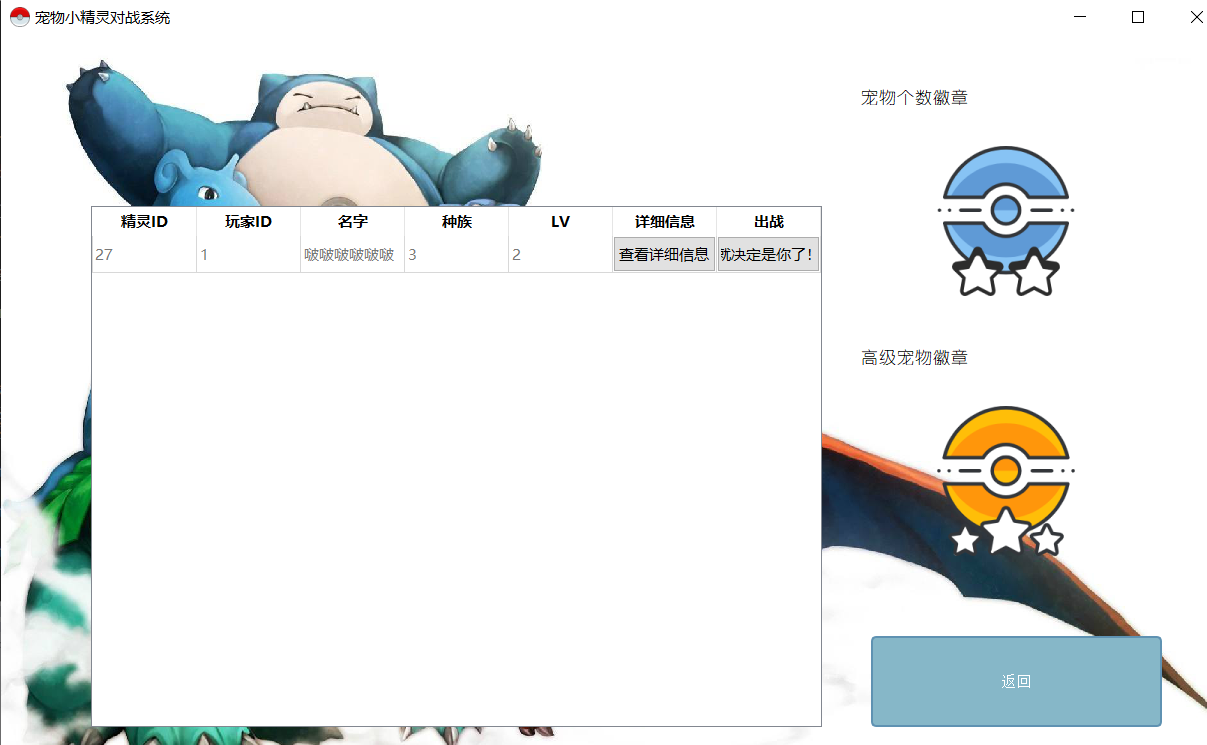 宠物小精灵对战系统
宠物个数徽章
精灵ID 玩家ID 名字 种族 LV 详细信息 出战
27 1 啵啵啵啵啵啵 3 2 查看详细信息 就决定是你了！
高级宠物徽章
返回